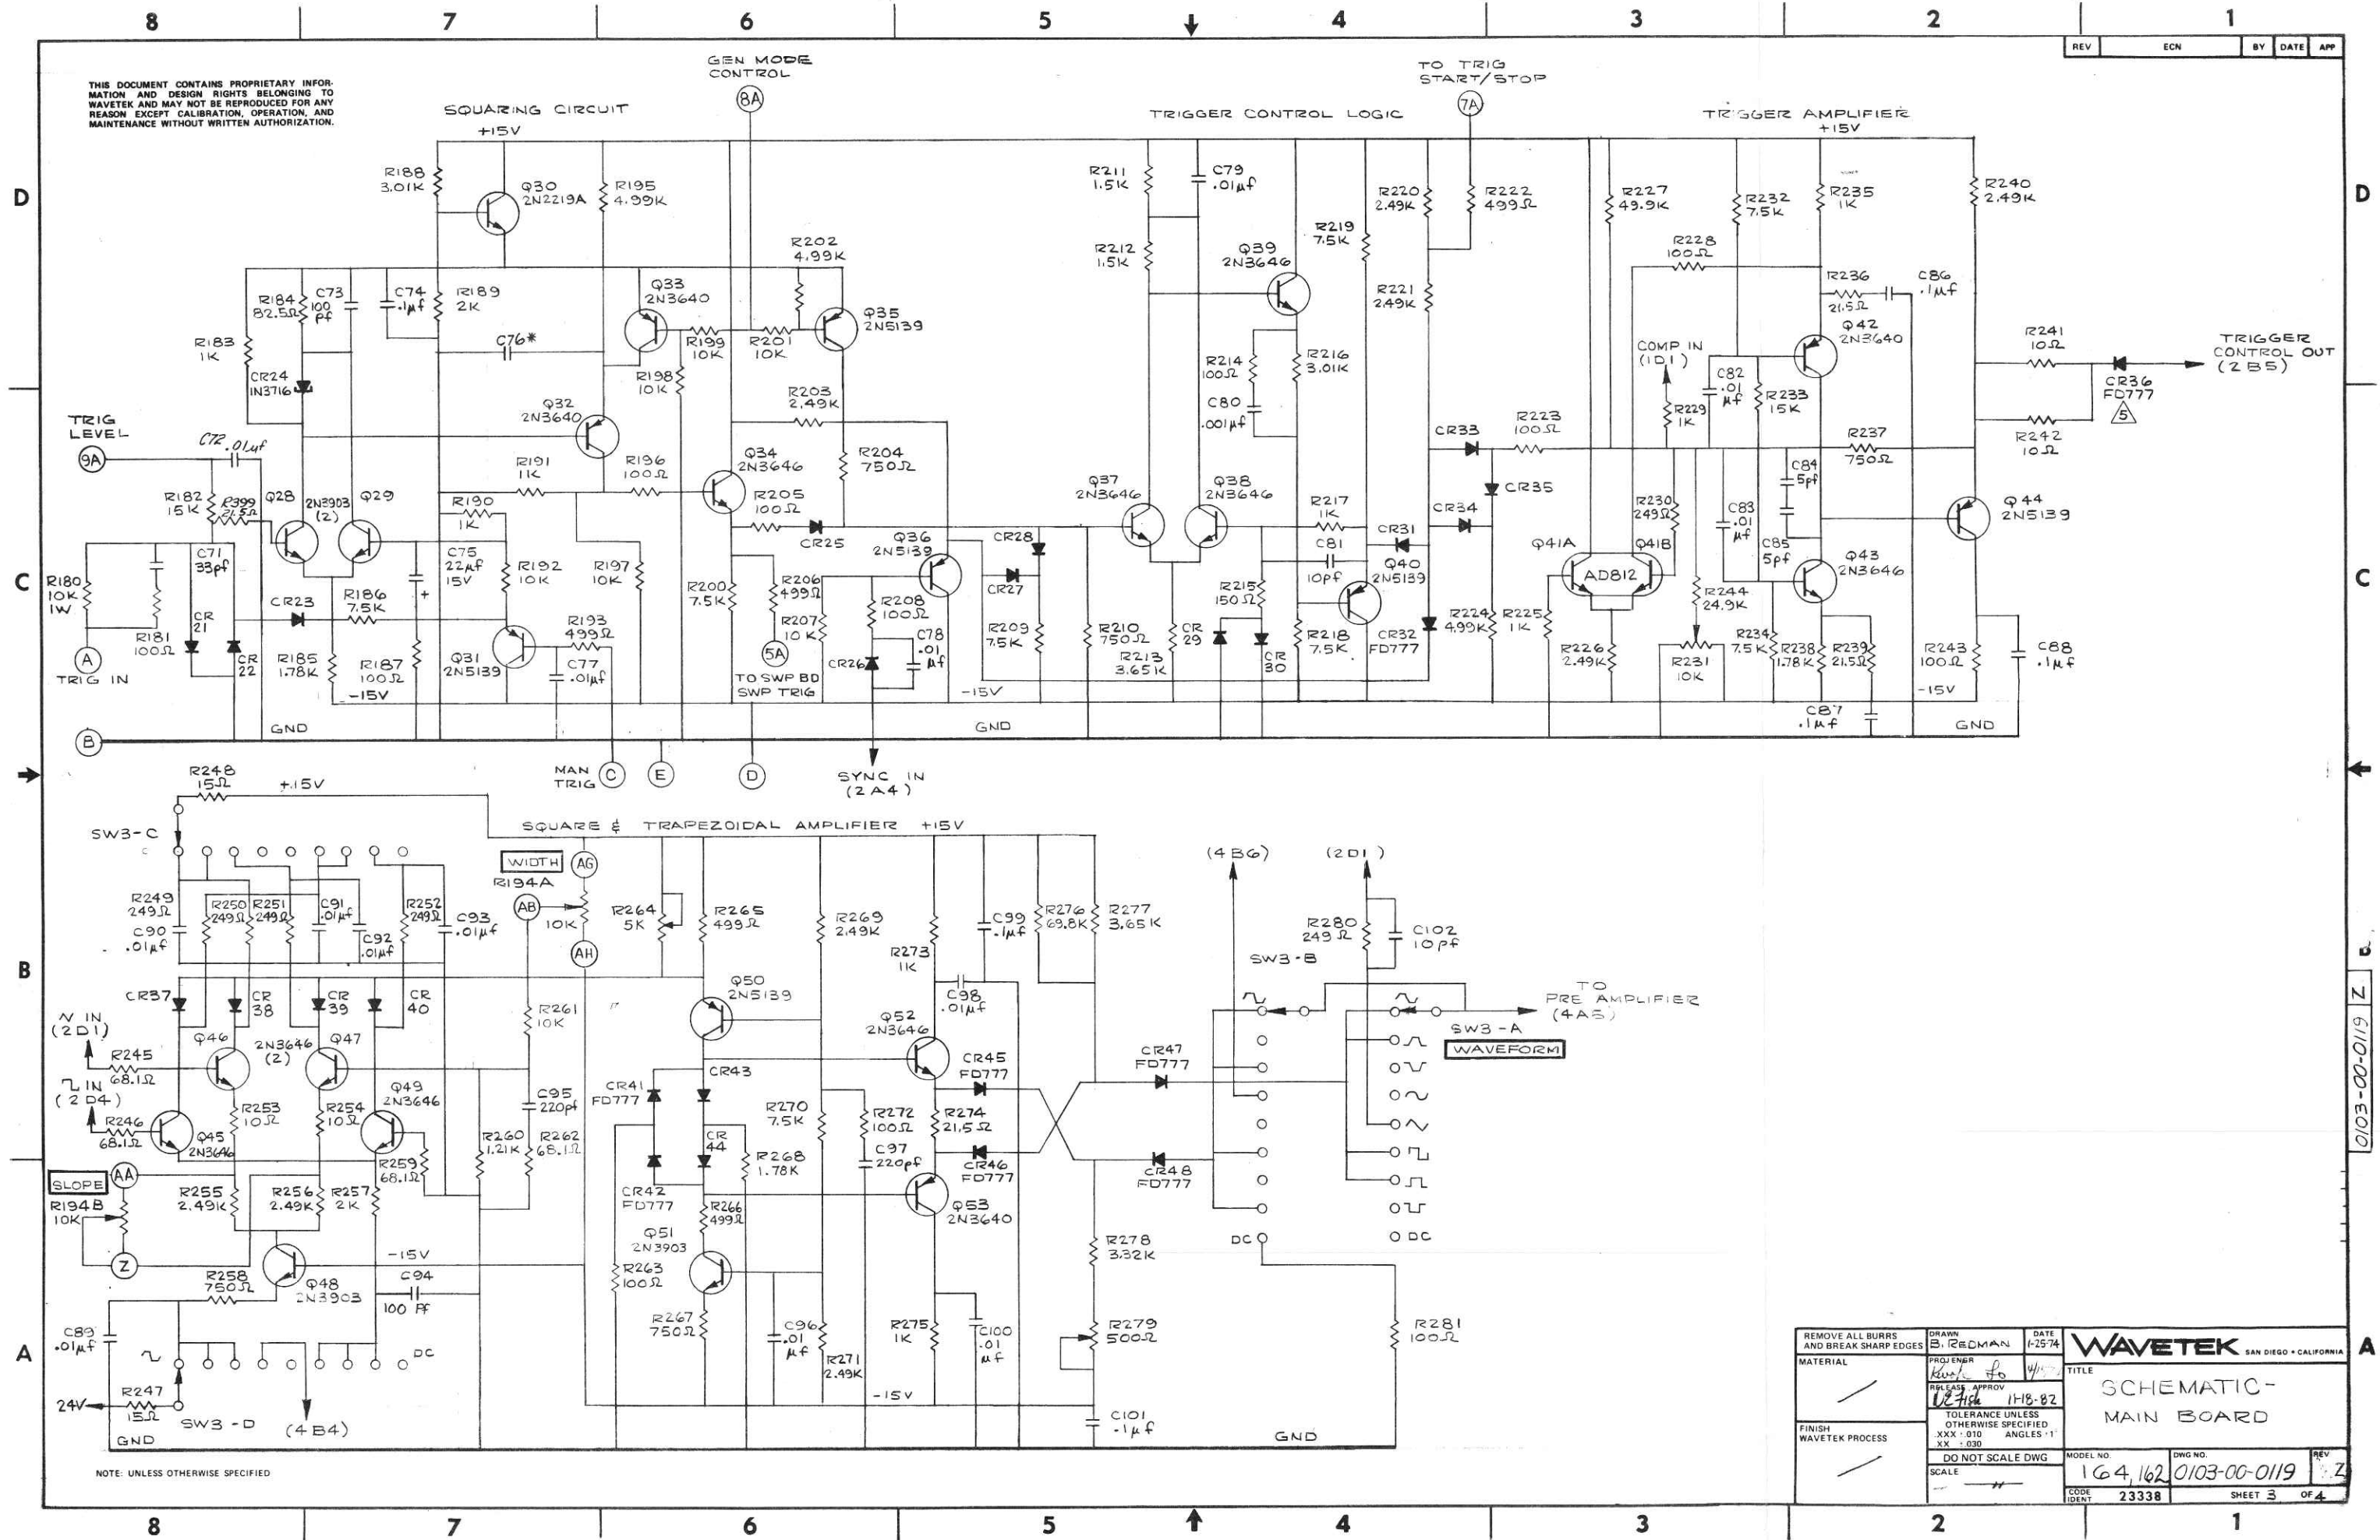 8 7 6 5 4 3 2 1
REV ECN BY DATE APP
THIS DOCUMENT CONTAINS PROPRIETARY INFOR-
MATION AND DESIGN RIGHTS BELONGING TO
WAVETEK AND MAY NOT BE REPRODUCED FOR ANY
REASON EXCEPT CALIBRATION, OPERATION, AND
MAINTENANCE WITHOUT WRITTEN AUTHORIZATION.
GEN MODE
CONTROL
8A
TO TRIG
START/STOP
7A
SQUARING CIRCUIT
+15V
TRIGGER CONTROL LOGIC
TRIGGER AMPLIFIER
+15V
D
D
R188
3.01K
Q30
2N2219A
R195
4.99K
R202
4.99K
R211
1.5K
C79
.01µf
R212
1.5K
Q39
2N3646
R219
7.5K
R220
2.49K
R222
499Ω
R221
2.49K
R227
49.9K
R228
100Ω
R232
7.5K
R235
1K
R240
2.49K
R236
21.5Ω
C86
.1µf
R184
82.5Ω
C73
100
Pf
C74
.1µf
R189
2K
Q33
2N3640
Q35
2N5139
R183
1K
C76*
R199
10K
R201
10K
R198
10K
CR24
1N3716
R203
2.49K
R214
100Ω
R216
3.01K
C80
.001µf
COMP IN
(1D1)
R229
1K
C82
.01
µf
R233
15K
Q42
2N3640
R241
10Ω
TRIGGER
CONTROL OUT
(2B5)
CR36
FD777
5
R242
10Ω
TRIG
LEVEL
9A
C72 .01µf
Q32
2N3640
R191
1K
R196
100Ω
Q34
2N3646
R204
750Ω
CR33
R223
100Ω
R237
750Ω
R182
15K
R399
21.5Ω
Q28
2N3903
(2)
Q29
R190
1K
R205
100Ω
CR25
Q37
2N3646
Q38
2N3646
R217
1K
CR34
CR35
R230
249Ω
C84
5pf
C83
.01
µf
C85
5pf
Q44
2N5139
C
C
R180
10K
1W
C71
33pf
C75
22µf
15V
+
R192
10K
R197
10K
Q36
2N5139
CR28
CR27
CR31
C81
10pf
Q40
2N5139
Q41A
Q41B
AD812
Q43
2N3646
R181
100Ω
CR
21
CR
22
CR23
R186
7.5K
R185
1.78K
R187
100Ω
Q31
2N5139
R193
499Ω
C77
.01µf
R200
7.5K
R206
499Ω
R207
10K
R208
100Ω
C78
.01
µf
CR26
R209
7.5K
R210
750Ω
R213
3.65K
CR
29
R215
150Ω
CR
30
R218
7.5K
CR32
FD777
R224
4.99K
R225
1K
R226
2.49K
R244
24.9K
R231
10K
R234
7.5K
R238
1.78K
R239
21.5Ω
R243
100Ω
C88
.1µf
C87
.1µf
A
TRIG IN
5A
TO SWP BD
SWP TRIG
-15V
-15V
-15V
B
GND
GND
GND
MAN
TRIG
C
E
D
SYNC IN
(2A4)
R248
15Ω
+15V
SW3-C
SQUARE & TRAPEZOIDAL AMPLIFIER +15V
WIDTH
AG
R194A
AB
10K
AH
(4B6)
(2D1)
R249
249Ω
C90
.01µf
R250
249Ω
R251
249Ω
C91
.01µf
C92
.01µf
R252
249Ω
C93
.01µf
R264
5K
R265
499Ω
R269
2.49K
R273
1K
C99
.1µf
R276
69.8K
R277
3.65K
R280
249Ω
C102
10pf
B
B
CR37
CR
38
CR
39
CR
40
R261
10K
Q50
2N5139
C98
.01µf
SW3-B
TO
PRE AMPLIFIER
(4A5)
SW3-A
WAVEFORM
IN
(2D1)
R245
68.1Ω
Q46
2N3646
(2)
Q47
IN
(2D4)
R246
68.1Ω
Q45
2N3646
R253
10Ω
R254
10Ω
Q49
2N3646
C95
220pf
R260
1.21K
R262
68.1Ω
R259
68.1Ω
CR41
FD777
CR43
CR
44
R268
1.78K
R270
7.5K
R272
100Ω
C97
220pf
Q52
2N3646
CR45
FD777
R274
21.5Ω
CR46
FD777
CR47
FD777
CR48
FD777
SLOPE
AA
R194B
10K
Z
R255
2.49K
R256
2.49K
R257
2K
CR42
FD777
R266
499Ω
Q51
2N3903
Q53
2N3640
R278
3.32K
DC
DC
-15V
R258
750Ω
Q48
2N3903
C94
100 Pf
R263
100Ω
R267
750Ω
C96
.01
µf
R271
2.49K
R275
1K
C100
.01
µf
R279
500Ω
R281
100Ω
A
A
C89
.01µf
DC
24V
R247
15Ω
SW3-D
(4B4)
-15V
C101
.1µf
GND
GND
NOTE: UNLESS OTHERWISE SPECIFIED
0103-00-0119 Z
REMOVE ALL BURRS
AND BREAK SHARP EDGES
DRAWN
B. REDMAN
DATE
1-25-74
WAVETEK SAN DIEGO • CALIFORNIA
MATERIAL
PROJ ENGR
RELEASE APPROV
11-18-82
TITLE
SCHEMATIC-
MAIN BOARD
TOLERANCE UNLESS
OTHERWISE SPECIFIED
.XXX ±.010 ANGLES ±1°
.XX ±.030
FINISH
WAVETEK PROCESS
DO NOT SCALE DWG
SCALE
MODEL NO.
164, 162
DWG NO.
0103-00-0119
REV
Z
CODE
IDENT
23338
SHEET 3 OF 4
8 7 6 5 4 3 2 1